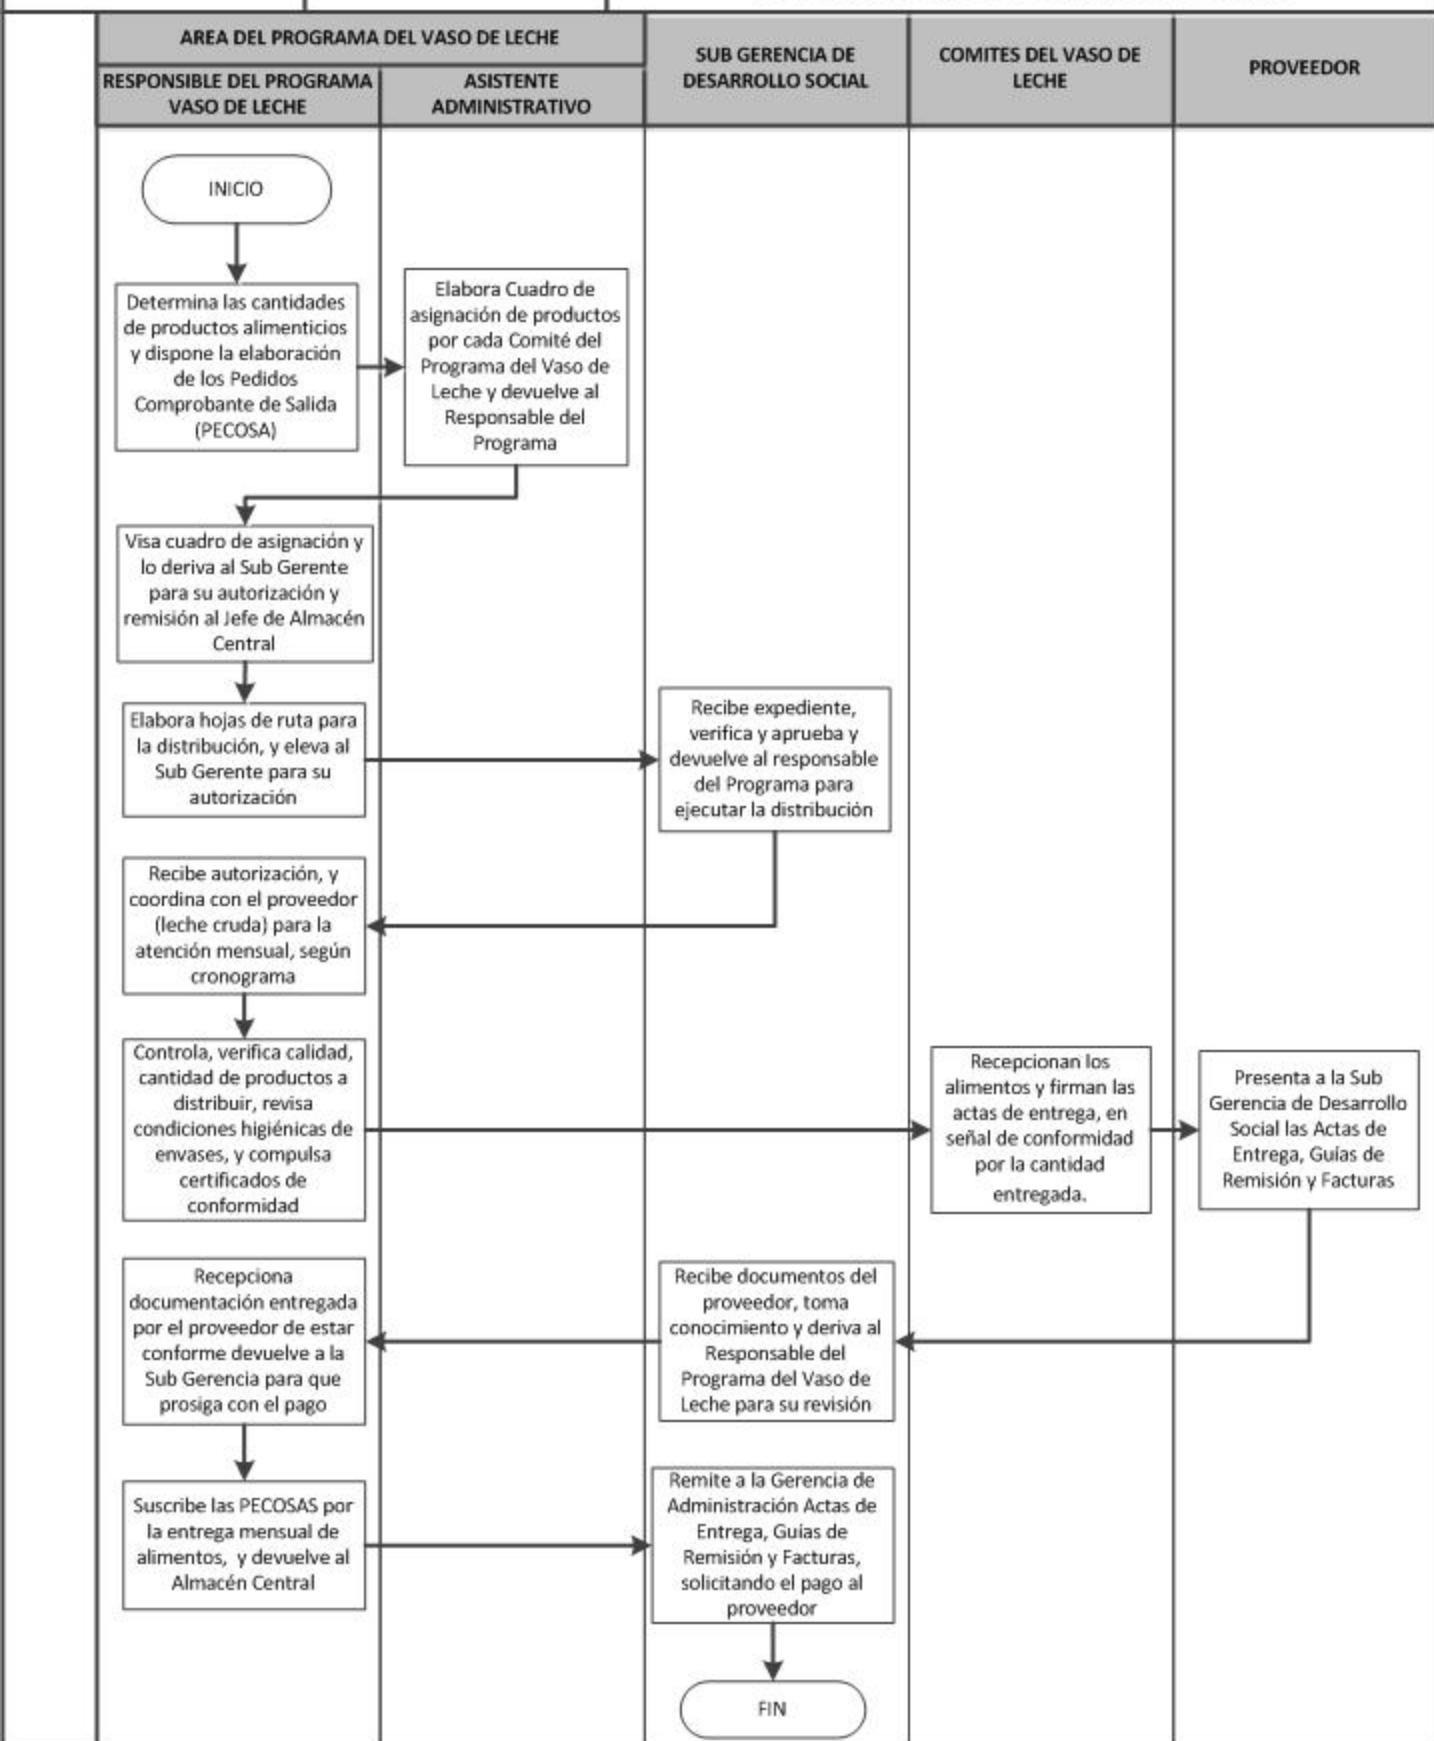 AREA DEL PROGRAMA DEL VASO DE LECHE
RESPONSIBLE DEL PROGRAMA
VASO DE LECHE
ASISTENTE
ADMINISTRATIVO
SUB GERENCIA DE
DESARROLLO SOCIAL
COMITES DEL VASO DE
LECHE
PROVEEDOR
INICIO
Determina las cantidades
de productos alimenticios
y dispone la elaboración
de los Pedidos
Comprobante de Salida
(PECOSA)
Elabora Cuadro de
asignación de productos
por cada Comité del
Programa del Vaso de
Leche y devuelve al
Responsable del
Programa
Visa cuadro de asignación y
lo deriva al Sub Gerente
para su autorización y
remisión al Jefe de Almacén
Central
Elabora hojas de ruta para
la distribución, y eleva al
Sub Gerente para su
autorización
Recibe expediente,
verifica y aprueba y
devuelve al responsable
del Programa para
ejecutar la distribución
Recibe autorización, y
coordina con el proveedor
(leche cruda) para la
atención mensual, según
cronograma
Controla, verifica calidad,
cantidad de productos a
distribuir, revisa
condiciones higiénicas de
envases, y compulsa
certificados de
conformidad
Recepcionan los
alimentos y firman las
actas de entrega, en
señal de conformidad
por la cantidad
entregada.
Presenta a la Sub
Gerencia de Desarrollo
Social las Actas de
Entrega, Guías de
Remisión y Facturas
Recibe documentos del
proveedor, toma
conocimiento y deriva al
Responsable del
Programa del Vaso de
Leche para su revisión
Recepciona
documentación entregada
por el proveedor de estar
conforme devuelve a la
Sub Gerencia para que
prosiga con el pago
Suscribe las PECOSAS por
la entrega mensual de
alimentos, y devuelve al
Almacén Central
Remite a la Gerencia de
Administración Actas de
Entrega, Guías de
Remisión y Facturas,
solicitando el pago al
proveedor
FIN